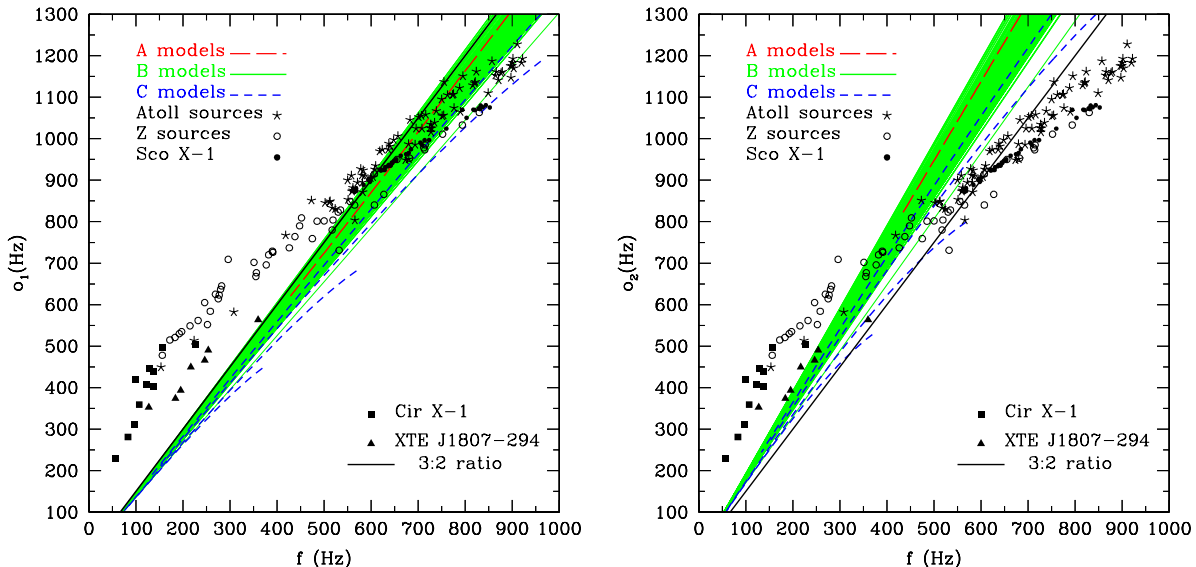 1300
1200
1100
1000
900
800
700
600
500
400
300
200
100
o₁(Hz)
A models
B models
C models
Atoll sources
Z sources
Sco X-1
Cir X-1
XTE J1807-294
3:2 ratio
0 100 200 300 400 500 600 700 800 900 1000
f (Hz)
1300
1200
1100
1000
900
800
700
600
500
400
300
200
100
o₂(Hz)
A models
B models
C models
Atoll sources
Z sources
Sco X-1
Cir X-1
XTE J1807-294
3:2 ratio
0 100 200 300 400 500 600 700 800 900 1000
f (Hz)